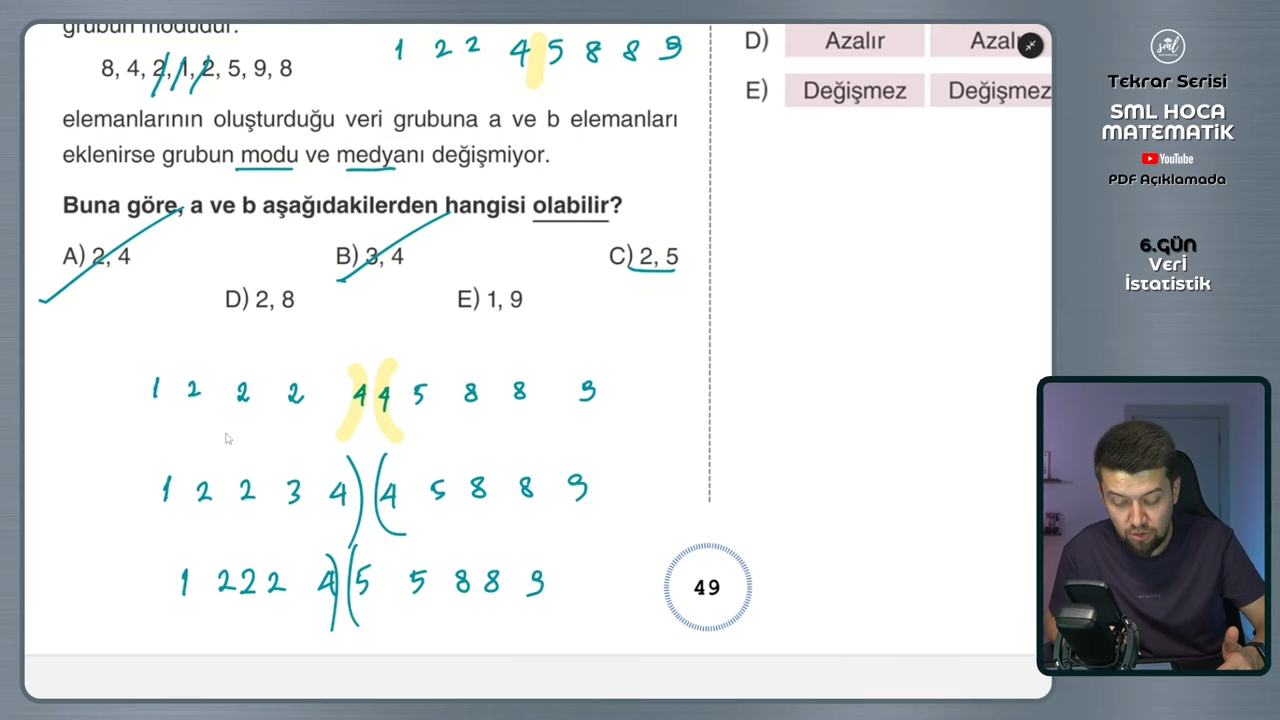 grubun modudur.
1 2 2 4 5 8 8 9
8, 4, 2, 1, 2, 5, 9, 8
elemanlarının oluşturduğu veri grubuna a ve b elemanları
eklenirse grubun modu ve medyanı değişmiyor.
Buna göre, a ve b aşağıdakilerden hangisi olabilir?
A) 2, 4 B) 3, 4 C) 2, 5
D) 2, 8 E) 1, 9
1 2 2 2 4 4 5 8 8 9
1 2 2 3 4 4 5 8 8 9
1 2 2 2 4 5 5 8 8 9
D) Azalır
E) Değişmez Değişmez
49
sml
Tekrar Serisi
SML HOCA
MATEMATİK
YouTube
PDF Açıklamada
6.GÜN
Veri
İstatistik